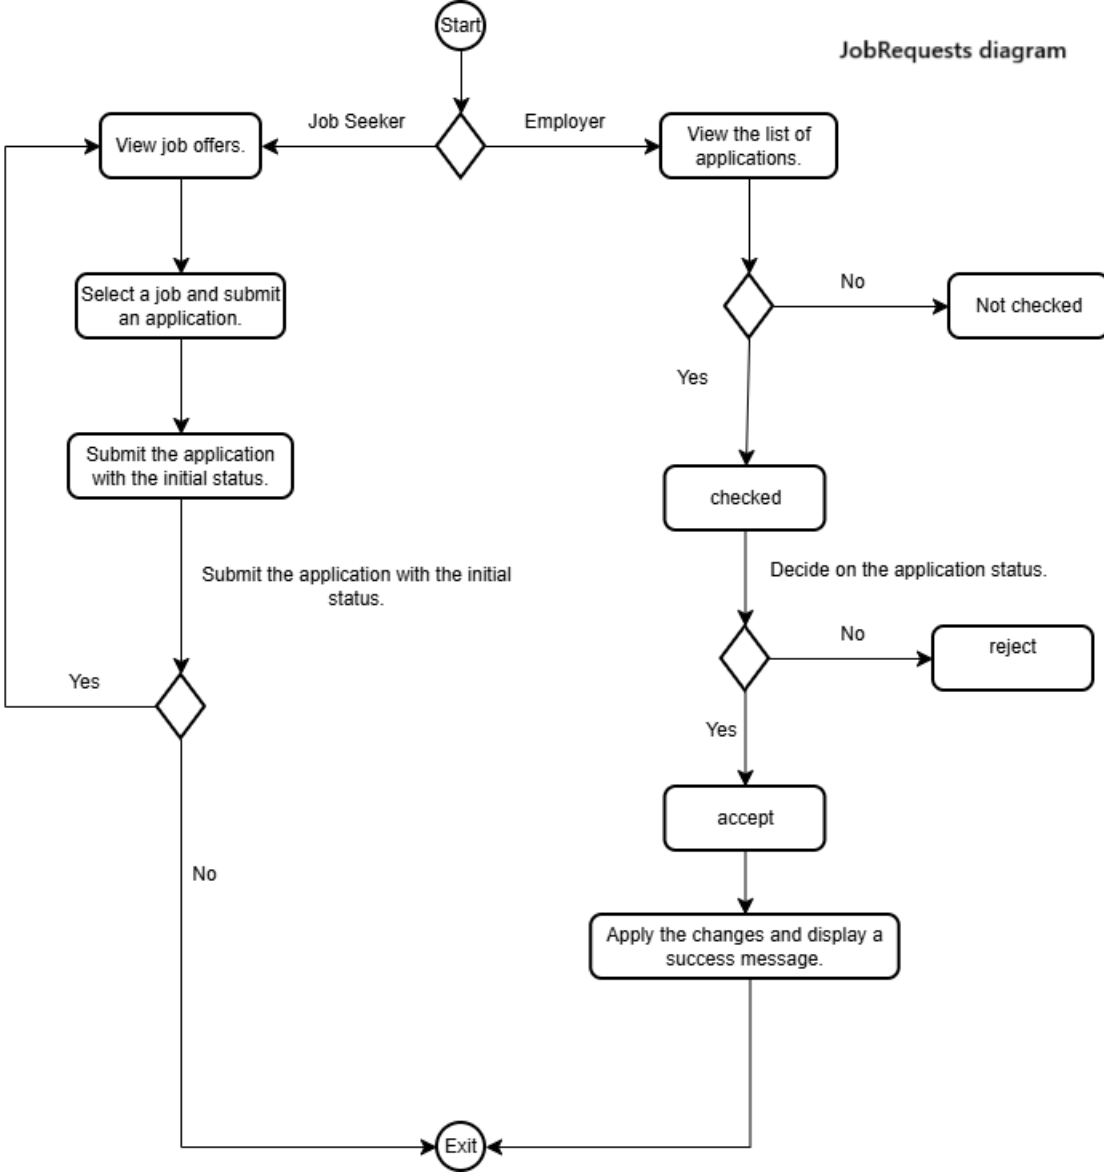 Start
JobRequests diagram
Job Seeker
Employer
View job offers.
View the list of
applications.
No
Not checked
Select a job and submit
an application.
Yes
Submit the application
with the initial status.
checked
Submit the application with the initial
status.
Decide on the application status.
No
reject
Yes
Yes
accept
No
Apply the changes and display a
success message.
Exit